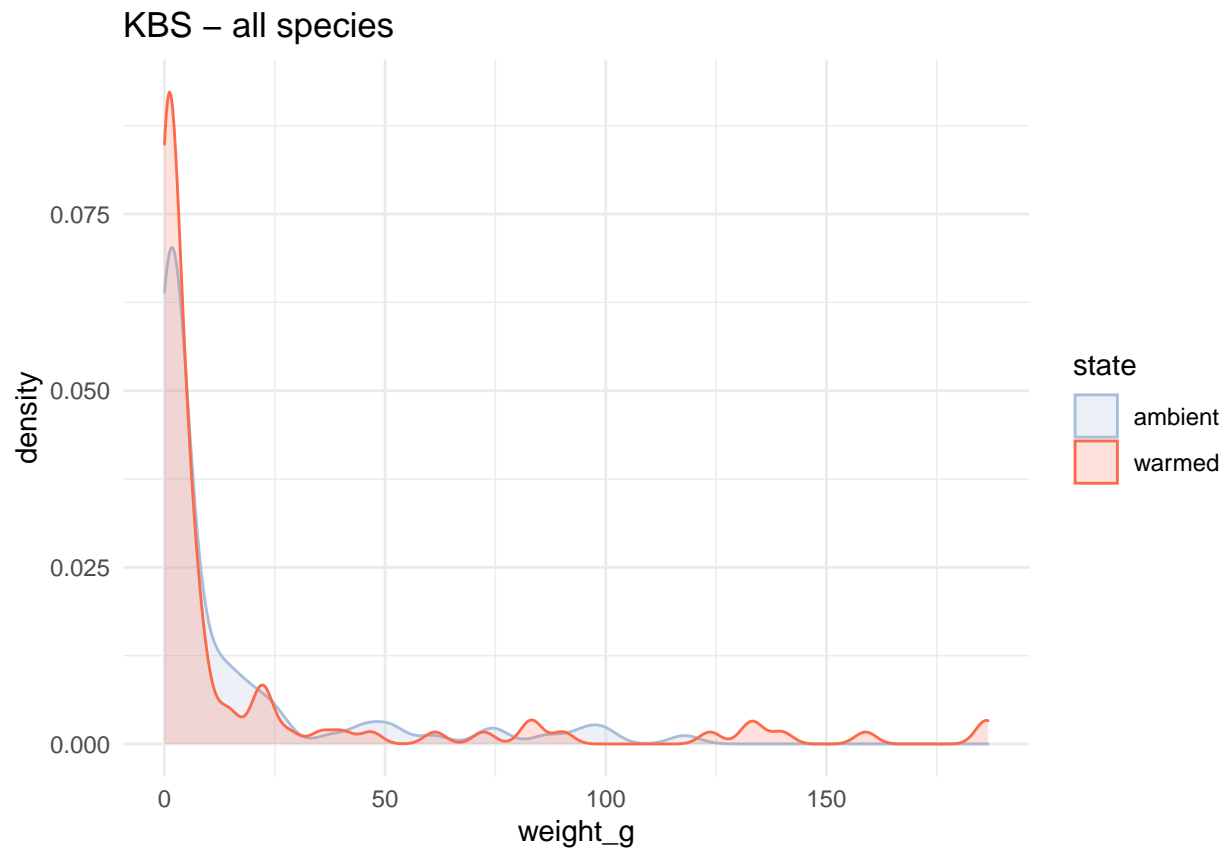 KBS – all species
0.075
0.050
0.025
0.000
density
0 50 100 150
weight_g
state
ambient
warmed